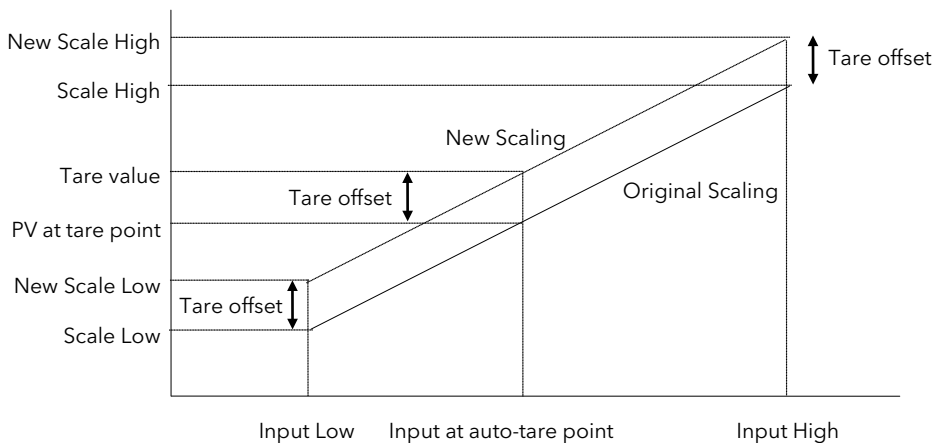 New Scale High
Tare offset
Scale High
New Scaling
Tare value
Tare offset
Original Scaling
PV at tare point
New Scale Low
Tare offset
Scale Low
Input Low
Input at auto-tare point
Input High